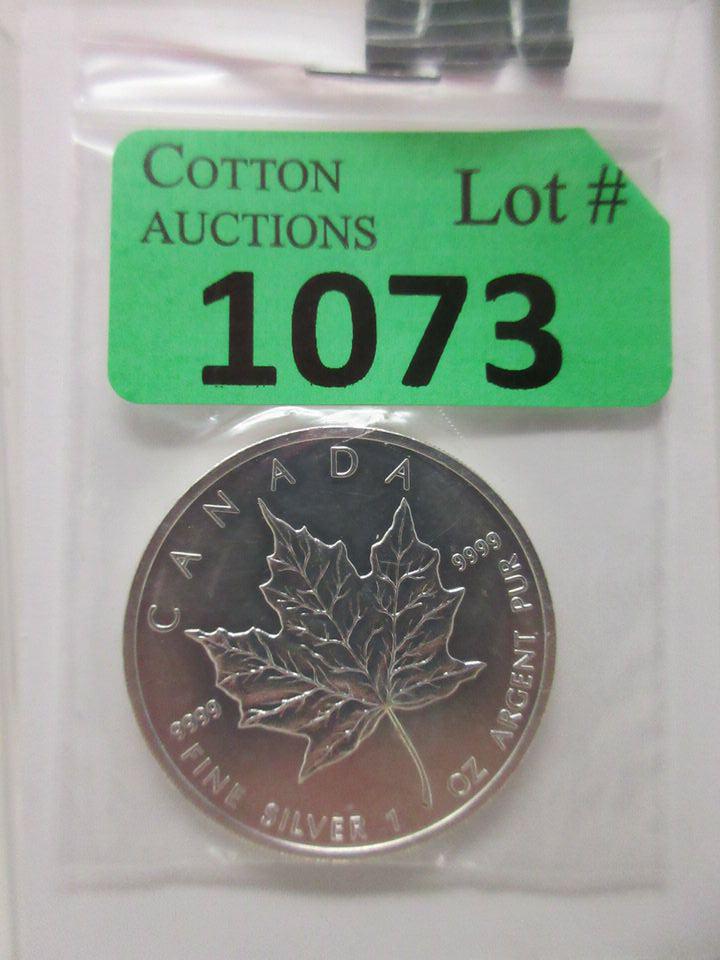 COTTON
AUCTIONS
Lot #
1073
CANADA
9999
9999
FINE SILVER 1 OZ ARGENT PUR